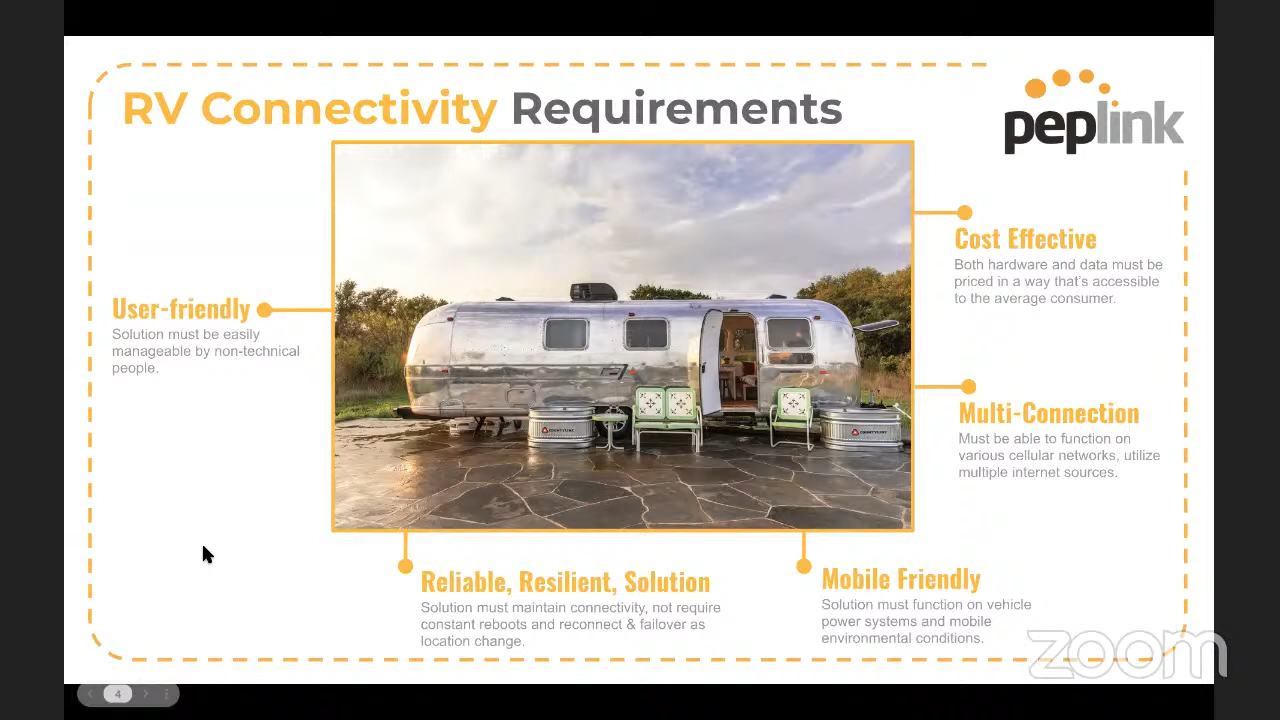 RV Connectivity Requirements
peplink
Cost Effective
Both hardware and data must be
priced in a way that's accessible
to the average consumer.
User-friendly
Solution must be easily
manageable by non-technical
people.
Multi-Connection
Must be able to function on
various cellular networks, utilize
multiple internet sources.
Reliable, Resilient, Solution
Solution must maintain connectivity, not require
constant reboots and reconnect & failover as
location change.
Mobile Friendly
Solution must function on vehicle
power systems and mobile
environmental conditions.
zoom
4